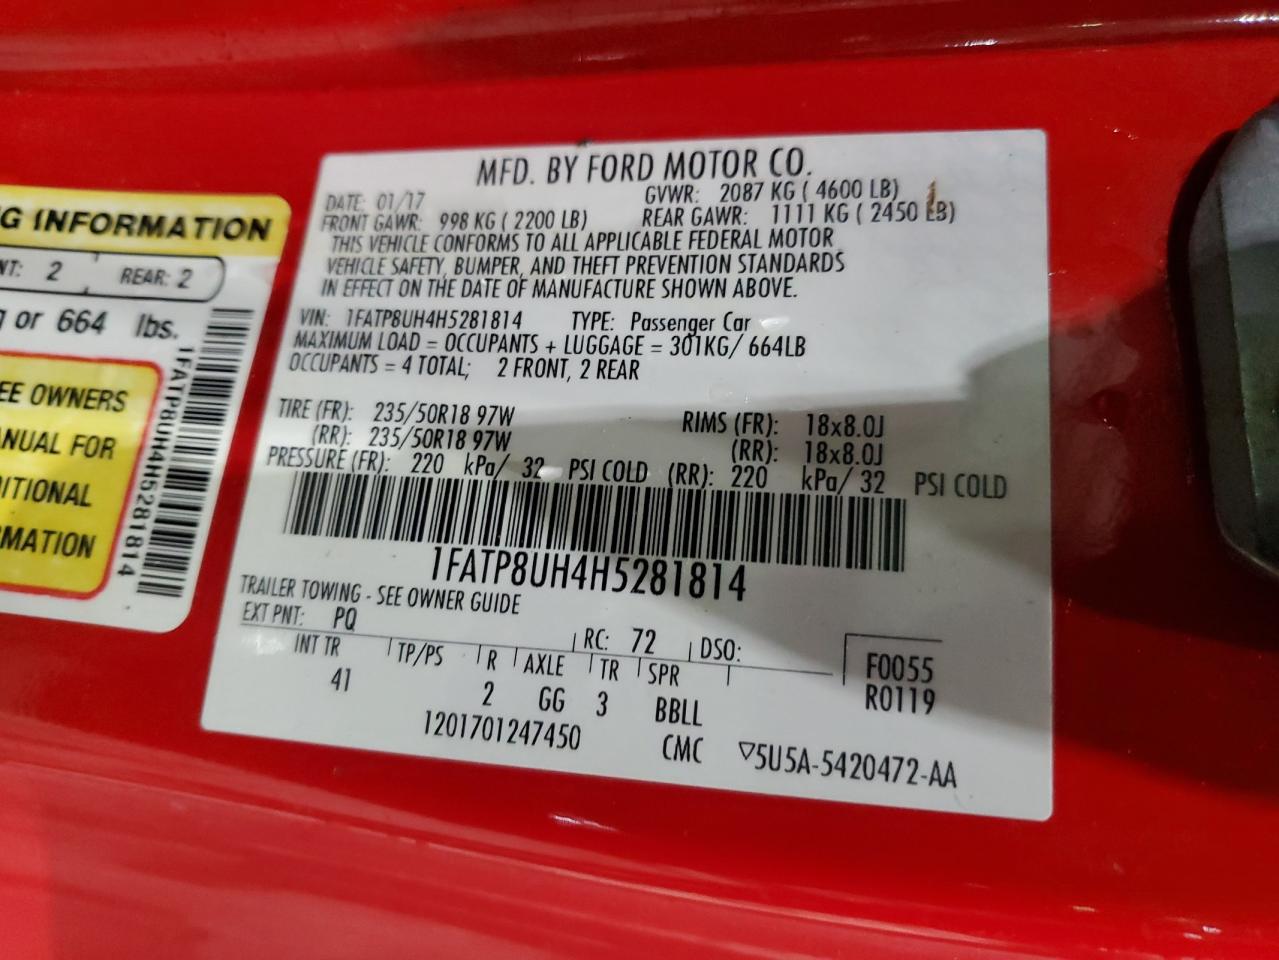 MFD. BY FORD MOTOR CO.
DATE: 01/17 GVWR: 2087 KG ( 4600 LB)
FRONT GAWR: 998 KG ( 2200 LB) REAR GAWR: 1111 KG ( 2450 LB)
THIS VEHICLE CONFORMS TO ALL APPLICABLE FEDERAL MOTOR
VEHICLE SAFETY, BUMPER, AND THEFT PREVENTION STANDARDS
IN EFFECT ON THE DATE OF MANUFACTURE SHOWN ABOVE.
VIN: 1FATP8UH4H5281814 TYPE: Passenger Car
MAXIMUM LOAD = OCCUPANTS + LUGGAGE = 301KG/ 664LB
OCCUPANTS = 4 TOTAL; 2 FRONT, 2 REAR
TIRE (FR): 235/50R18 97W RIMS (FR): 18x8.0J
(RR): 235/50R18 97W (RR): 18x8.0J
PRESSURE (FR): 220 kPa/ 32 PSI COLD (RR): 220 kPa/ 32 PSI COLD
1FATP8UH4H5281814
TRAILER TOWING - SEE OWNER GUIDE
EXT PNT: PQ RC: 72 DSO:
INT TR TP/PS R AXLE TR SPR
41 2 GG 3 BBLL
F0055
R0119
1201701247450 CMC ▽5U5A-5420472-AA
G INFORMATION
NT: 2 REAR: 2
g or 664 lbs.
EE OWNERS
ANUAL FOR
DITIONAL
RMATION
1FATP8UH4H5281814